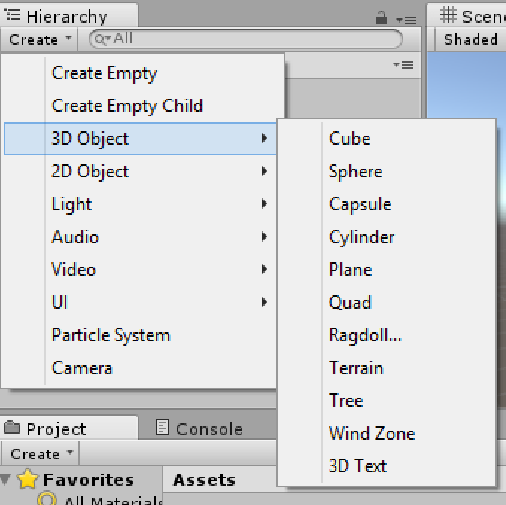 Hierarchy
Scene
Create
All
Shaded
Create Empty
Create Empty Child
3D Object
2D Object
Light
Audio
Video
UI
Particle System
Camera
Cube
Sphere
Capsule
Cylinder
Plane
Quad
Ragdoll...
Terrain
Tree
Wind Zone
3D Text
Project
Console
Create
Favorites
Assets
All Materials